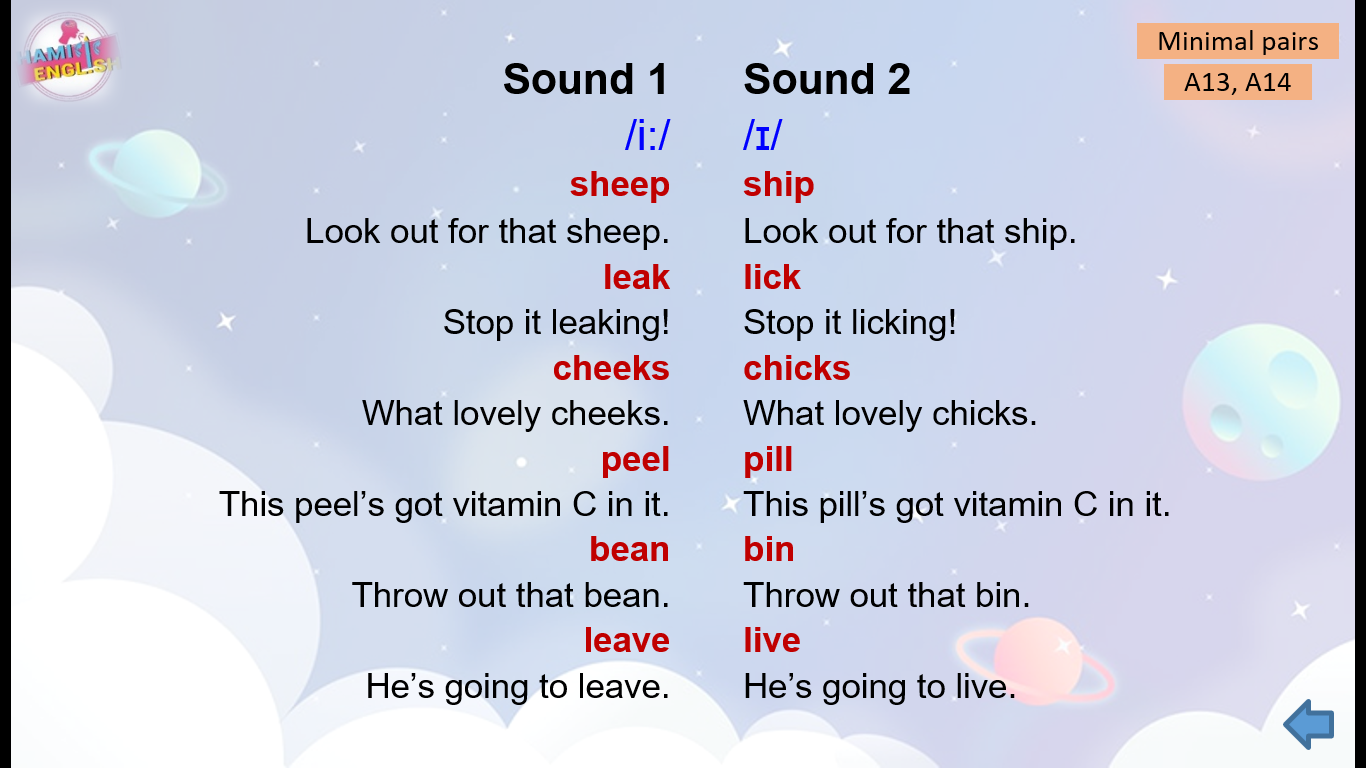 Minimal pairs
A13, A14
Sound 1 Sound 2
/i:/ /ɪ/
sheep ship
Look out for that sheep. Look out for that ship.
leak lick
Stop it leaking! Stop it licking!
cheeks chicks
What lovely cheeks. What lovely chicks.
peel pill
This peel’s got vitamin C in it. This pill’s got vitamin C in it.
bean bin
Throw out that bean. Throw out that bin.
leave live
He’s going to leave. He’s going to live.